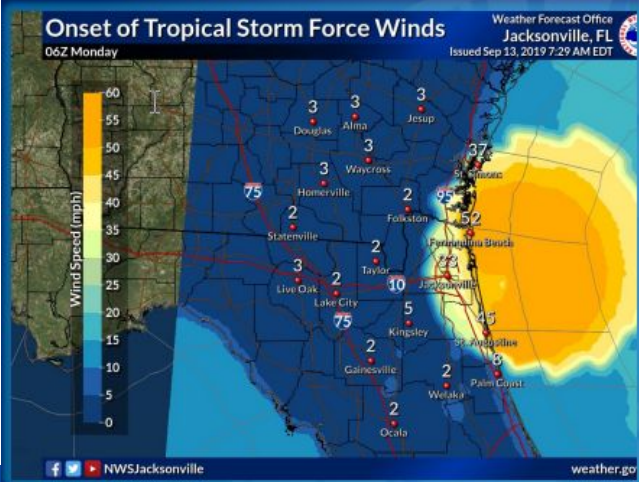 Onset of Tropical Storm Force Winds
06Z Monday
Weather Forecast Office
Jacksonville, FL
Issued Sep 13, 2019 7:29 AM EDT
Wind Speed (mph)
60
55
50
45
40
35
30
25
20
15
10
5
0
3
Douglas
3
Alma
3
Jesup
3
Waycross
37
St. Simons
3
Homerville
75
2
Folkston
95
2
Statenville
52
Fernandina Beach
2
Taylor
3
Live Oak
2
Lake City
10
23
Jacksonville
75
5
Kingsley
45
St. Augustine
2
Gainesville
2
Welaka
8
Palm Coast
2
Ocala
NWSJacksonville
weather.go